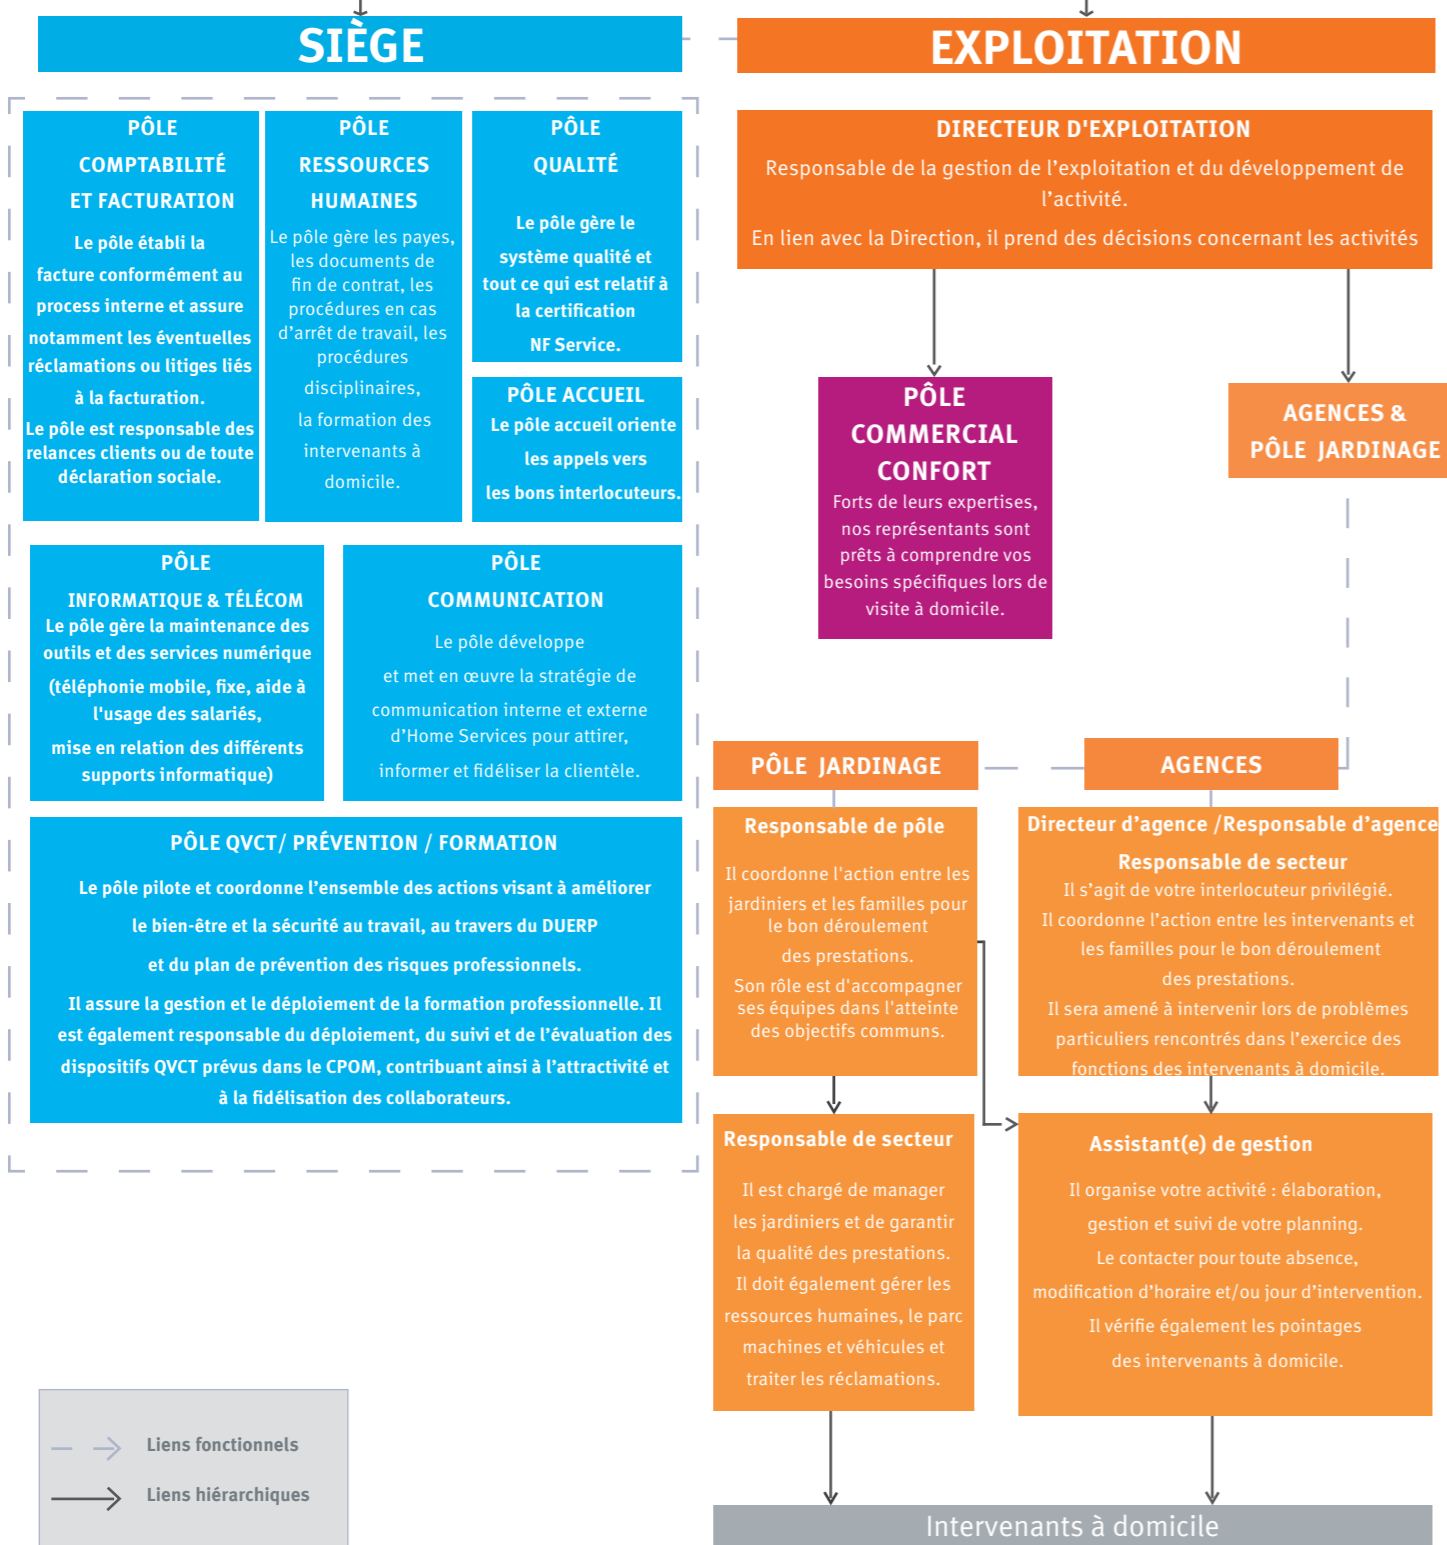 SIÈGE
EXPLOITATION
PÔLE
COMPTABILITÉ
ET FACTURATION
Le pôle établi la
facture conformément au
process interne et assure
notamment les éventuelles
réclamations ou litiges liés
à la facturation.
Le pôle est responsable des
relances clients ou de toute
déclaration sociale.
PÔLE
RESSOURCES
HUMAINES
Le pôle gère les payes,
les documents de
fin de contrat, les
procédures en cas
d'arrêt de travail, les
procédures
disciplinaires,
la formation des
intervenants à
domicile.
PÔLE
QUALITÉ
Le pôle gère le
système qualité et
tout ce qui est relatif à
la certification
NF Service.
PÔLE ACCUEIL
Le pôle accueil oriente
les appels vers
les bons interlocuteurs.
PÔLE
INFORMATIQUE & TÉLÉCOM
Le pôle gère la maintenance des
outils et des services numérique
(téléphonie mobile, fixe, aide à
l'usage des salariés,
mise en relation des différents
supports informatique)
PÔLE
COMMUNICATION
Le pôle développe
et met en œuvre la stratégie de
communication interne et externe
d'Home Services pour attirer,
informer et fidéliser la clientèle.
PÔLE QVCT/ PRÉVENTION / FORMATION
Le pôle pilote et coordonne l'ensemble des actions visant à améliorer
le bien-être et la sécurité au travail, au travers du DUERP
et du plan de prévention des risques professionnels.
Il assure la gestion et le déploiement de la formation professionnelle. Il
est également responsable du déploiement, du suivi et de l'évaluation des
dispositifs QVCT prévus dans le CPOM, contribuant ainsi à l'attractivité et
à la fidélisation des collaborateurs.
DIRECTEUR D'EXPLOITATION
Responsable de la gestion de l'exploitation et du développement de
l'activité.
En lien avec la Direction, il prend des décisions concernant les activités
PÔLE
COMMERCIAL
CONFORT
Forts de leurs expertises,
nos représentants sont
prêts à comprendre vos
besoins spécifiques lors de
visite à domicile.
AGENCES &
PÔLE JARDINAGE
PÔLE JARDINAGE
AGENCES
Responsable de pôle
Il coordonne l'action entre les
jardiniers et les familles pour
le bon déroulement
des prestations.
Son rôle est d'accompagner
ses équipes dans l'atteinte
des objectifs communs.
Directeur d'agence /Responsable d'agence
Responsable de secteur
Il s'agit de votre interlocuteur privilégié.
Il coordonne l'action entre les intervenants et
les familles pour le bon déroulement
des prestations.
Il sera amené à intervenir lors de problèmes
particuliers rencontrés dans l'exercice des
fonctions des intervenants à domicile.
Responsable de secteur
Il est chargé de manager
les jardiniers et de garantir
la qualité des prestations.
Il doit également gérer les
ressources humaines, le parc
machines et véhicules et
traiter les réclamations.
Assistant(e) de gestion
Il organise votre activité : élaboration,
gestion et suivi de votre planning.
Le contacter pour toute absence,
modification d'horaire et/ou jour d'intervention.
Il vérifie également les pointages
des intervenants à domicile.
Liens fonctionnels
Liens hiérarchiques
Intervenants à domicile